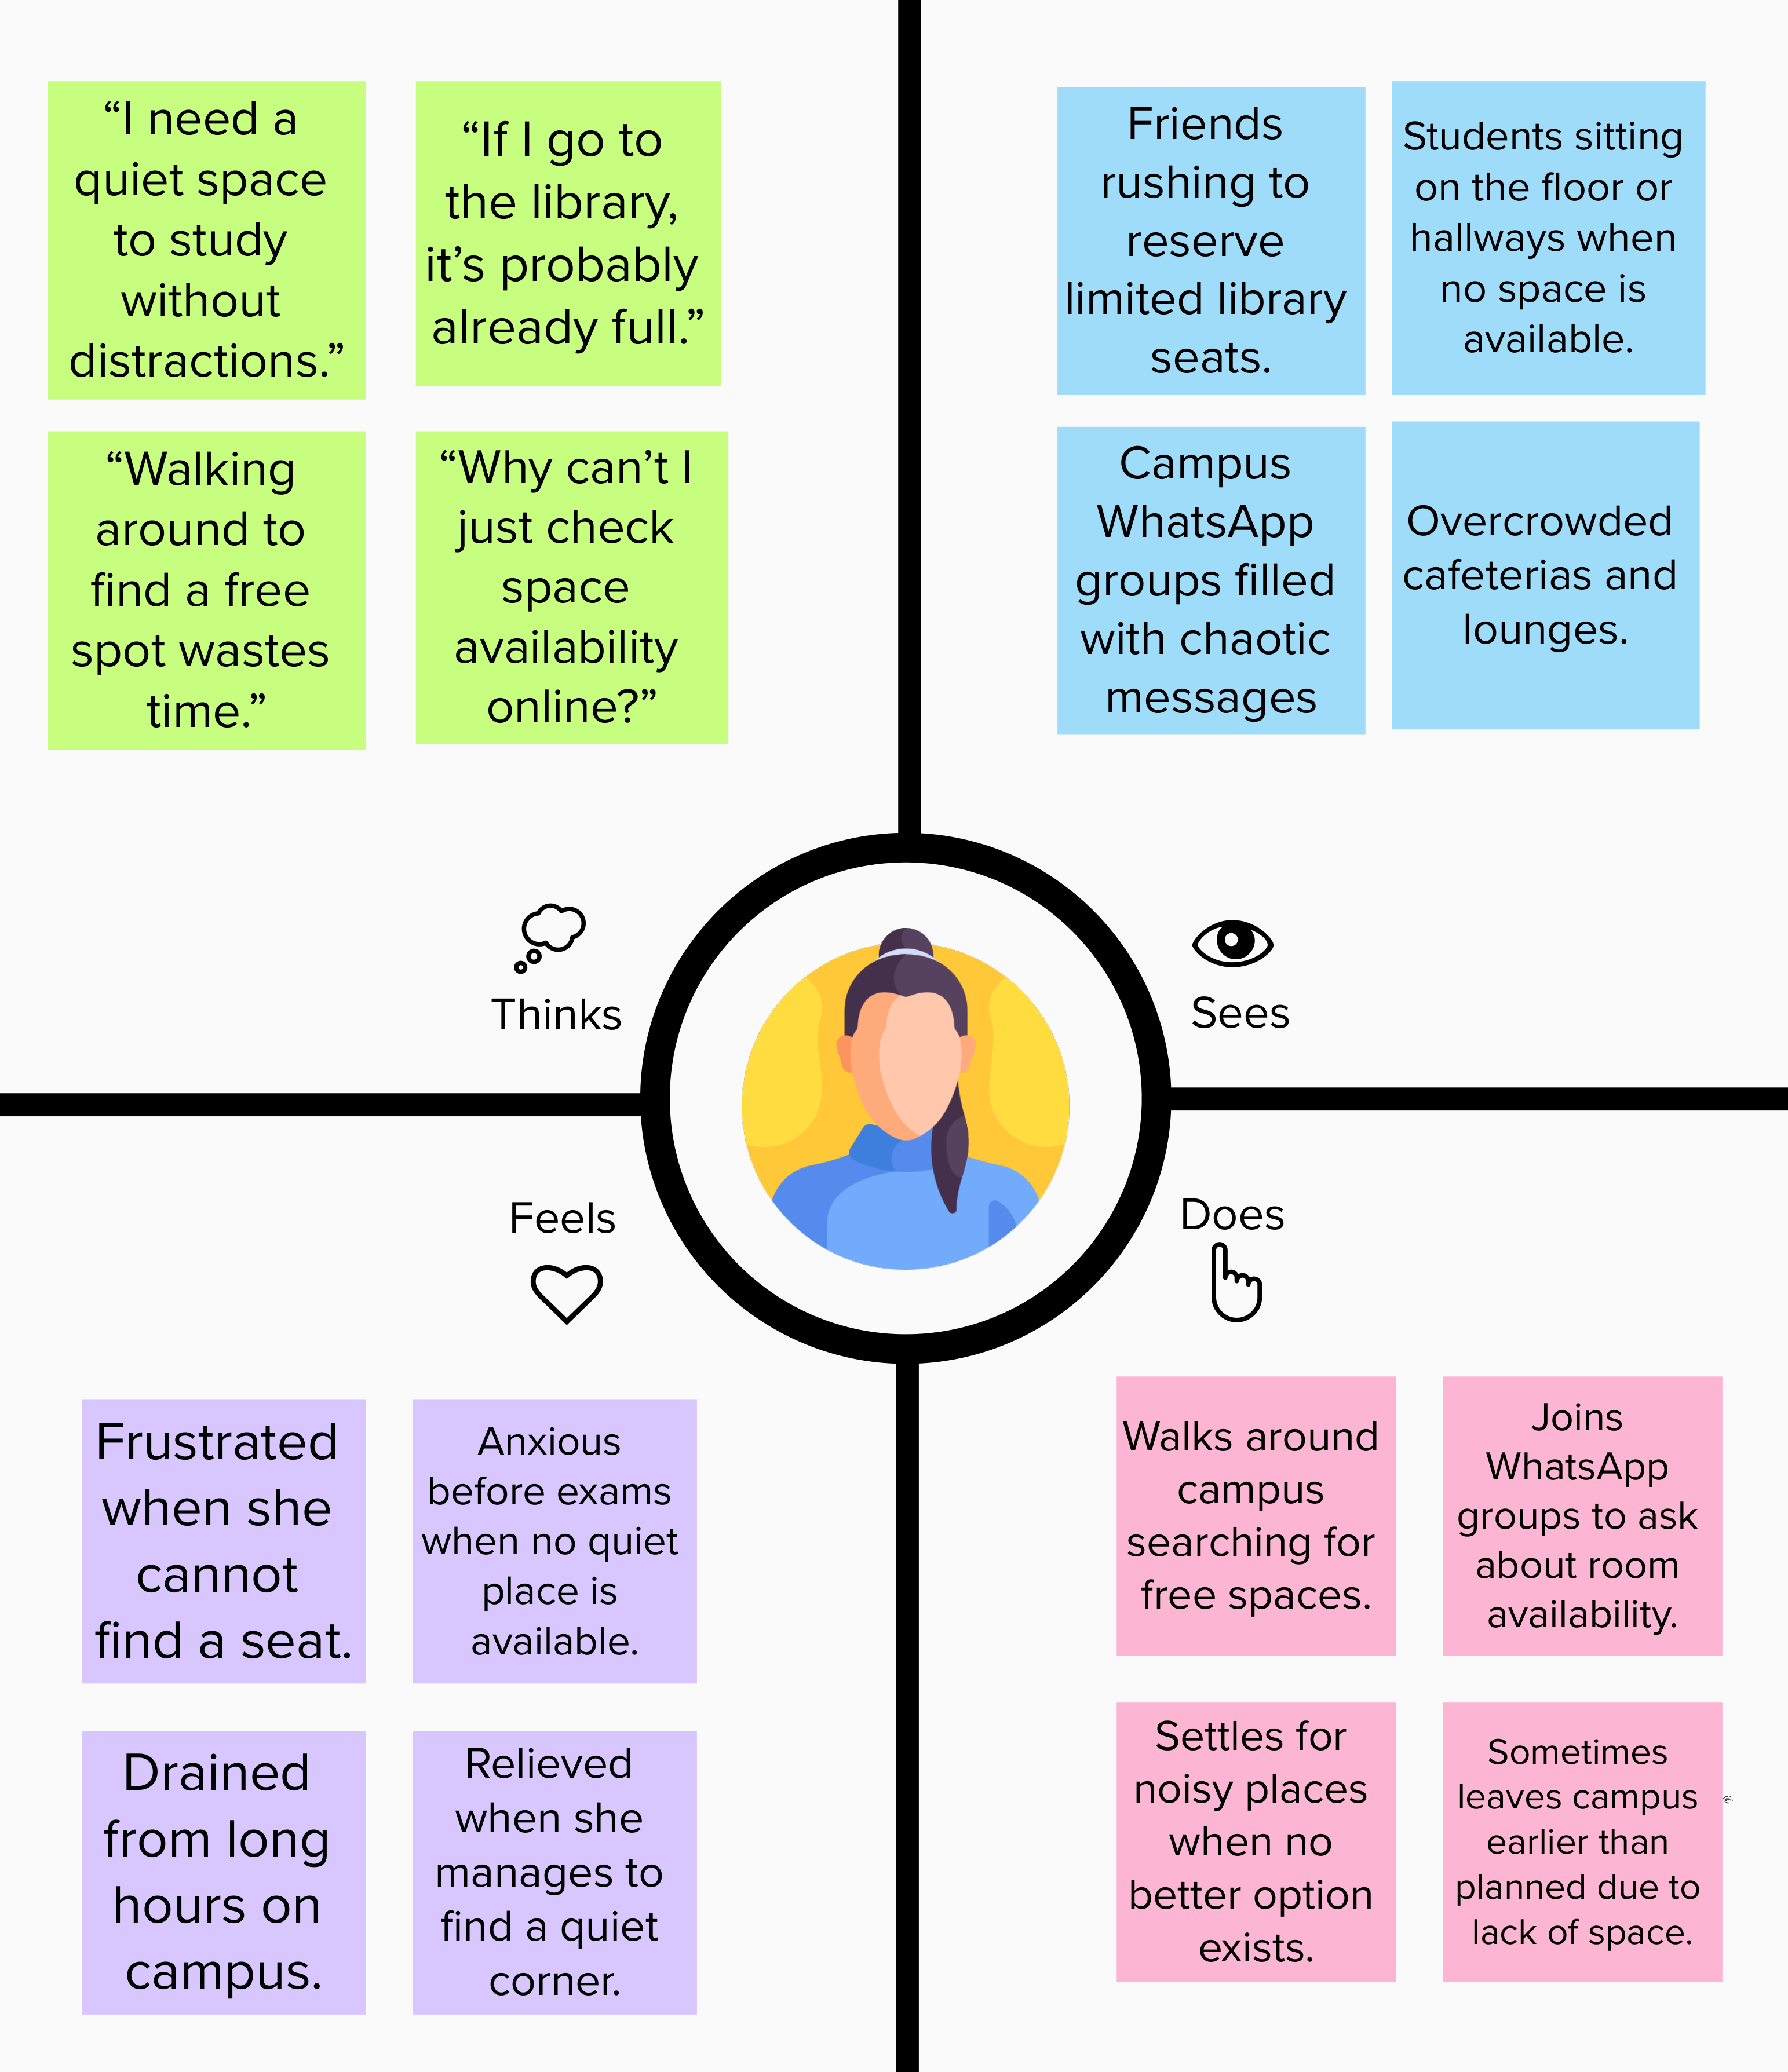 “I need a
quiet space
to study
without
distractions.”
“If I go to
the library,
it’s probably
already full.”
“Walking
around to
find a free
spot wastes
time.”
“Why can’t I
just check
space
availability
online?”
Thinks
Friends
rushing to
reserve
limited library
seats.
Students sitting
on the floor or
hallways when
no space is
available.
Campus
WhatsApp
groups filled
with chaotic
messages
Overcrowded
cafeterias and
lounges.
Sees
Feels
Frustrated
when she
cannot
find a seat.
Anxious
before exams
when no quiet
place is
available.
Drained
from long
hours on
campus.
Relieved
when she
manages to
find a quiet
corner.
Does
Walks around
campus
searching for
free spaces.
Joins
WhatsApp
groups to ask
about room
availability.
Settles for
noisy places
when no
better option
exists.
Sometimes
leaves campus
earlier than
planned due to
lack of space.